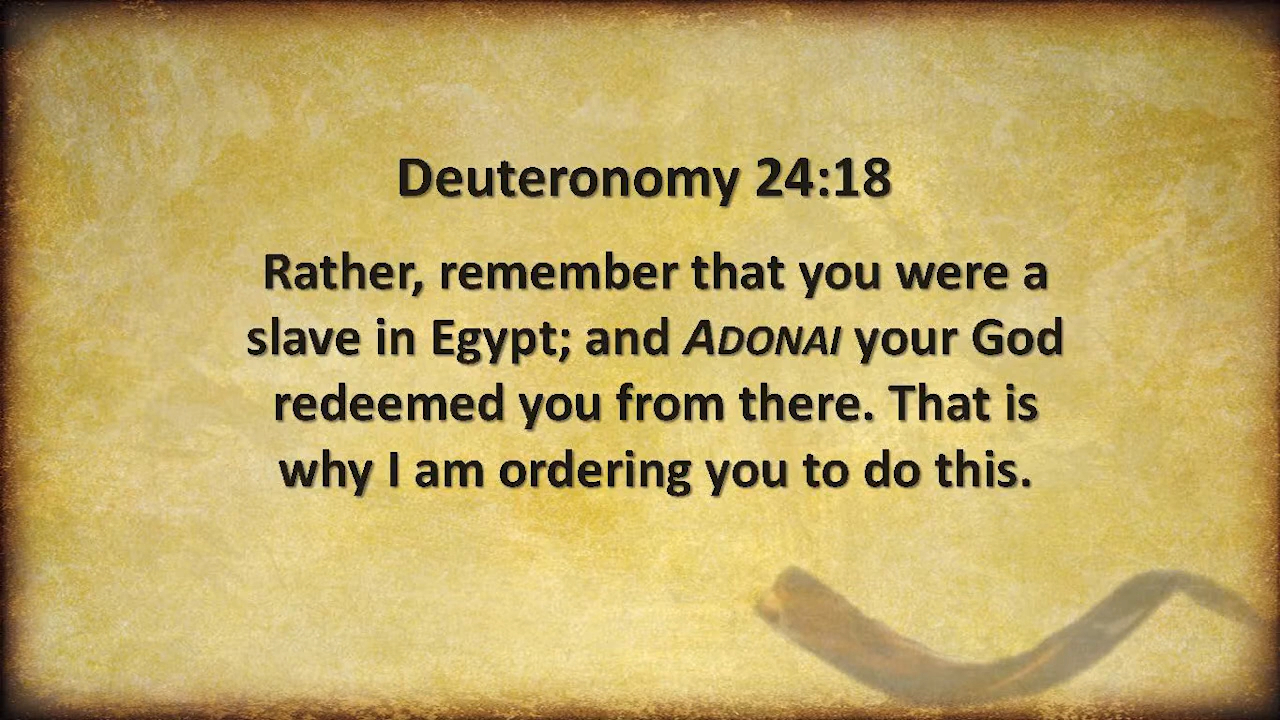 Deuteronomy 24:18
Rather, remember that you were a
slave in Egypt; and ADONAI your God
redeemed you from there. That is
why I am ordering you to do this.